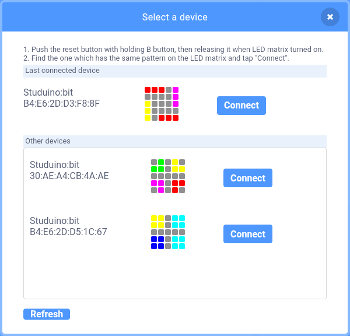 Select a device
1. Push the reset button with holding B button, then releasing it when LED matrix turned on.
2. Find the one which has the same pattern on the LED matrix and tap "Connect".
Last connected device
Studuino:bit
B4:E6:2D:D3:F8:8F
Connect
Other devices
Studuino:bit
30:AE:A4:CB:4A:AE
Connect
Studuino:bit
B4:E6:2D:D5:1C:67
Connect
Refresh